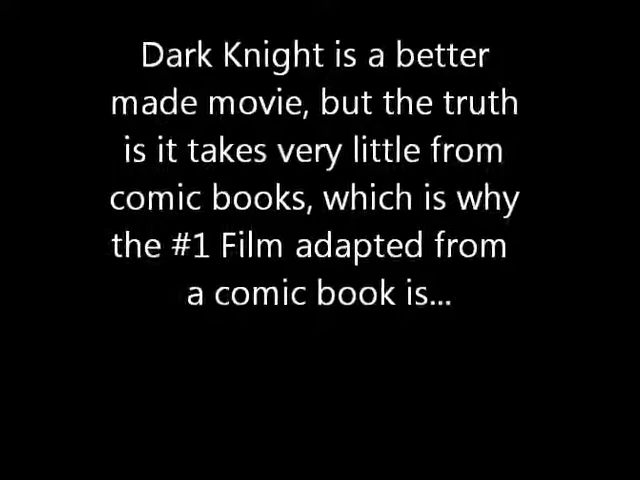 Dark Knight is a better
made movie, but the truth
is it takes very little from
comic books, which is why
the #1 Film adapted from
a comic book is...